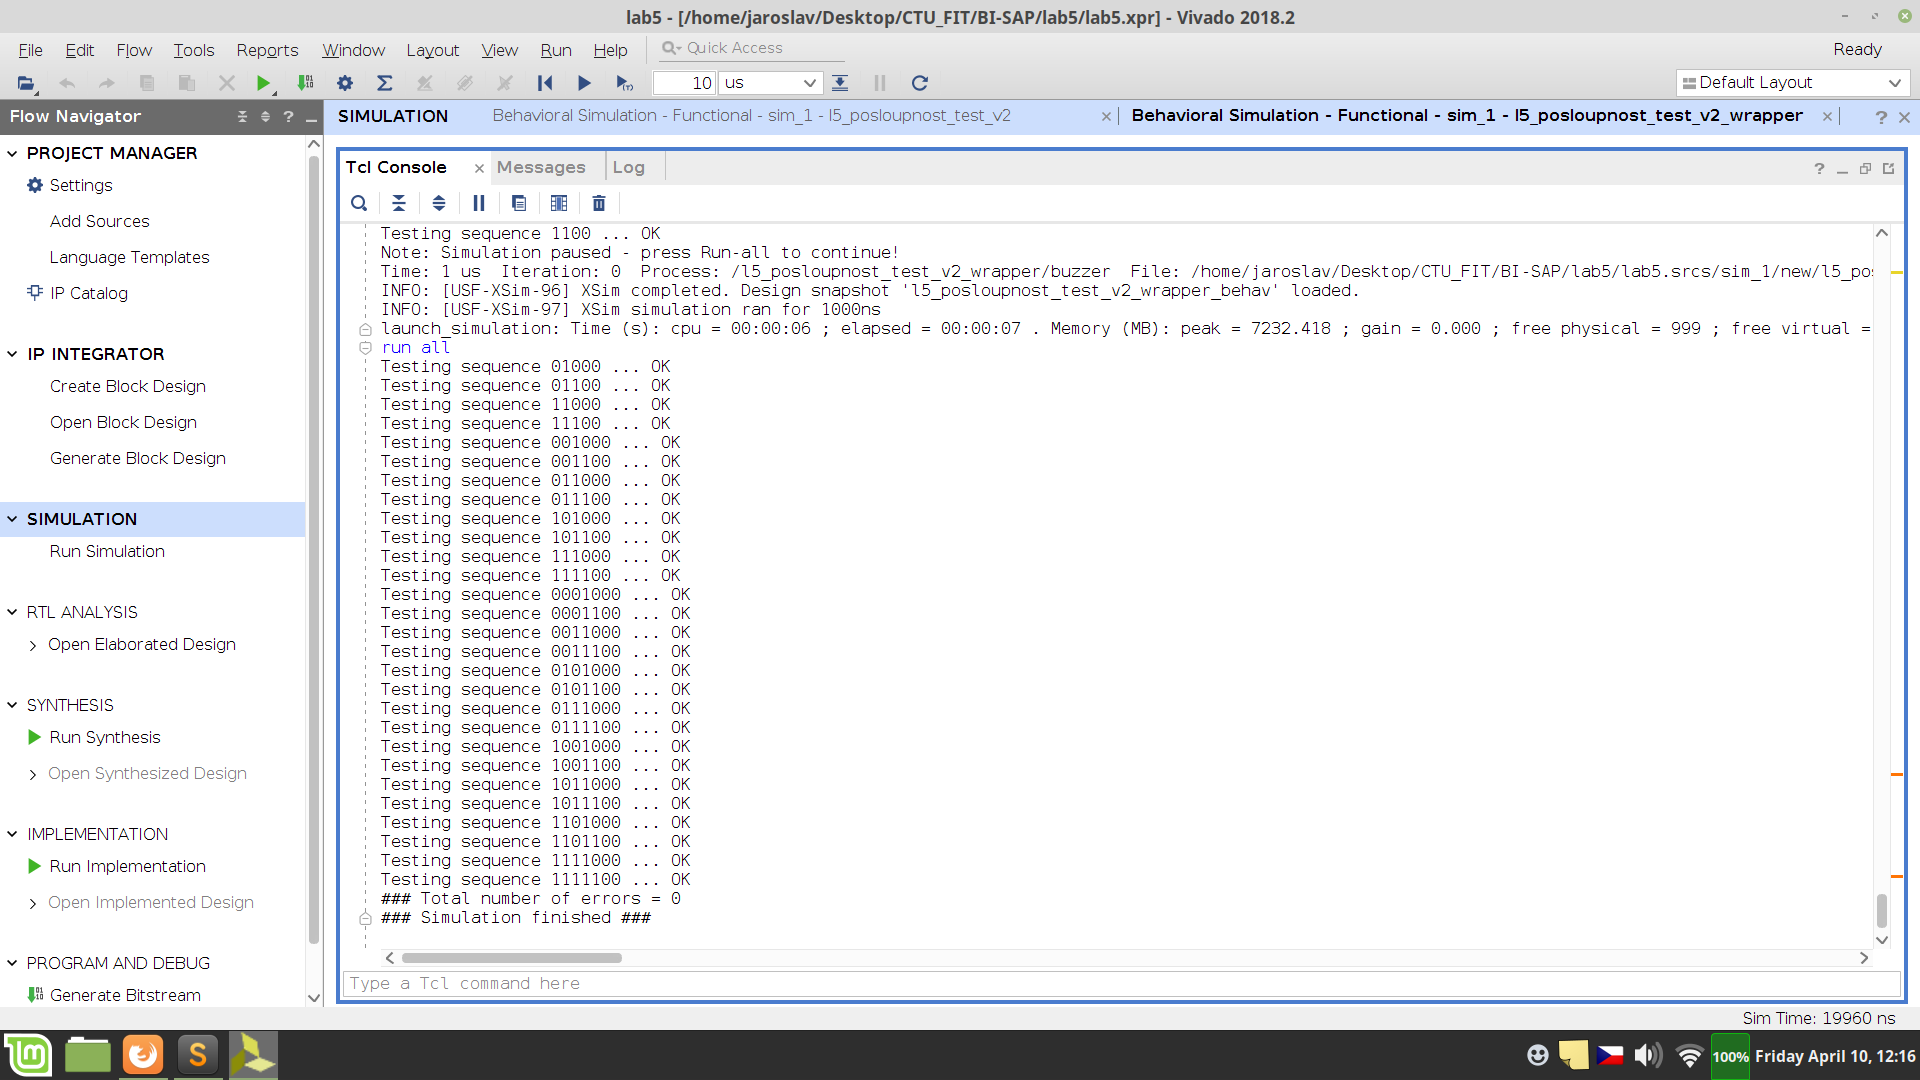 lab5 - [/home/jaroslav/Desktop/CTU_FIT/BI-SAP/lab5/lab5.xpr] - Vivado 2018.2
File Edit Flow Tools Reports Window Layout View Run Help Quick Access Ready
10 us Default Layout
Flow Navigator
SIMULATION Behavioral Simulation - Functional - sim_1 - l5_posloupnost_test_v2 Behavioral Simulation - Functional - sim_1 - l5_posloupnost_test_v2_wrapper
PROJECT MANAGER
Settings
Add Sources
Language Templates
IP Catalog
IP INTEGRATOR
Create Block Design
Open Block Design
Generate Block Design
SIMULATION
Run Simulation
RTL ANALYSIS
Open Elaborated Design
SYNTHESIS
Run Synthesis
Open Synthesized Design
IMPLEMENTATION
Run Implementation
Open Implemented Design
PROGRAM AND DEBUG
Generate Bitstream
Tcl Console Messages Log
Testing sequence 1100 ... OK
Note: Simulation paused - press Run-all to continue!
Time: 1 us  Iteration: 0  Process: /l5_posloupnost_test_v2_wrapper/buzzer  File: /home/jaroslav/Desktop/CTU_FIT/BI-SAP/lab5/lab5.srcs/sim_1/new/l5_pos
INFO: [USF-XSim-96] XSim completed. Design snapshot 'l5_posloupnost_test_v2_wrapper_behav' loaded.
INFO: [USF-XSim-97] XSim simulation ran for 1000ns
launch_simulation: Time (s): cpu = 00:00:06 ; elapsed = 00:00:07 . Memory (MB): peak = 7232.418 ; gain = 0.000 ; free physical = 999 ; free virtual =
run all
Testing sequence 01000 ... OK
Testing sequence 01100 ... OK
Testing sequence 11000 ... OK
Testing sequence 11100 ... OK
Testing sequence 001000 ... OK
Testing sequence 001100 ... OK
Testing sequence 011000 ... OK
Testing sequence 011100 ... OK
Testing sequence 101000 ... OK
Testing sequence 101100 ... OK
Testing sequence 111000 ... OK
Testing sequence 111100 ... OK
Testing sequence 0001000 ... OK
Testing sequence 0001100 ... OK
Testing sequence 0011000 ... OK
Testing sequence 0011100 ... OK
Testing sequence 0101000 ... OK
Testing sequence 0101100 ... OK
Testing sequence 0111000 ... OK
Testing sequence 0111100 ... OK
Testing sequence 1001000 ... OK
Testing sequence 1001100 ... OK
Testing sequence 1011000 ... OK
Testing sequence 1011100 ... OK
Testing sequence 1101000 ... OK
Testing sequence 1101100 ... OK
Testing sequence 1111000 ... OK
Testing sequence 1111100 ... OK
### Total number of errors = 0
### Simulation finished ###
Type a Tcl command here
Sim Time: 19960 ns
100% Friday April 10, 12:16